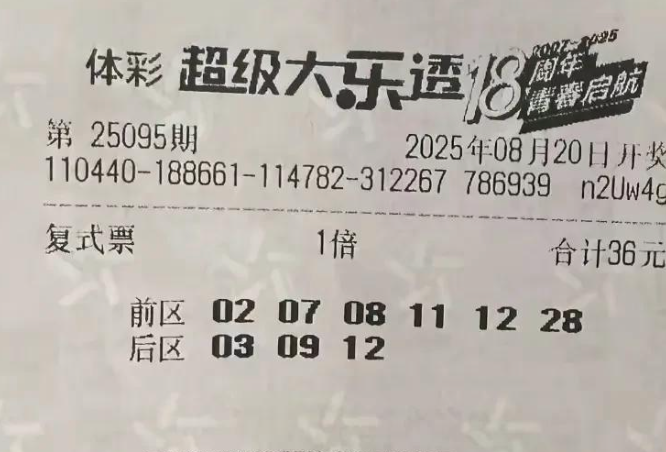 体彩 超级大乐透 18 2007-2025
周年
青春启航
第 25095期 2025年08月20日开奖
110440-188661-114782-312267 786939 n2Uw4g
复式票 1倍 合计36元
前区 02 07 08 11 12 28
后区 03 09 12